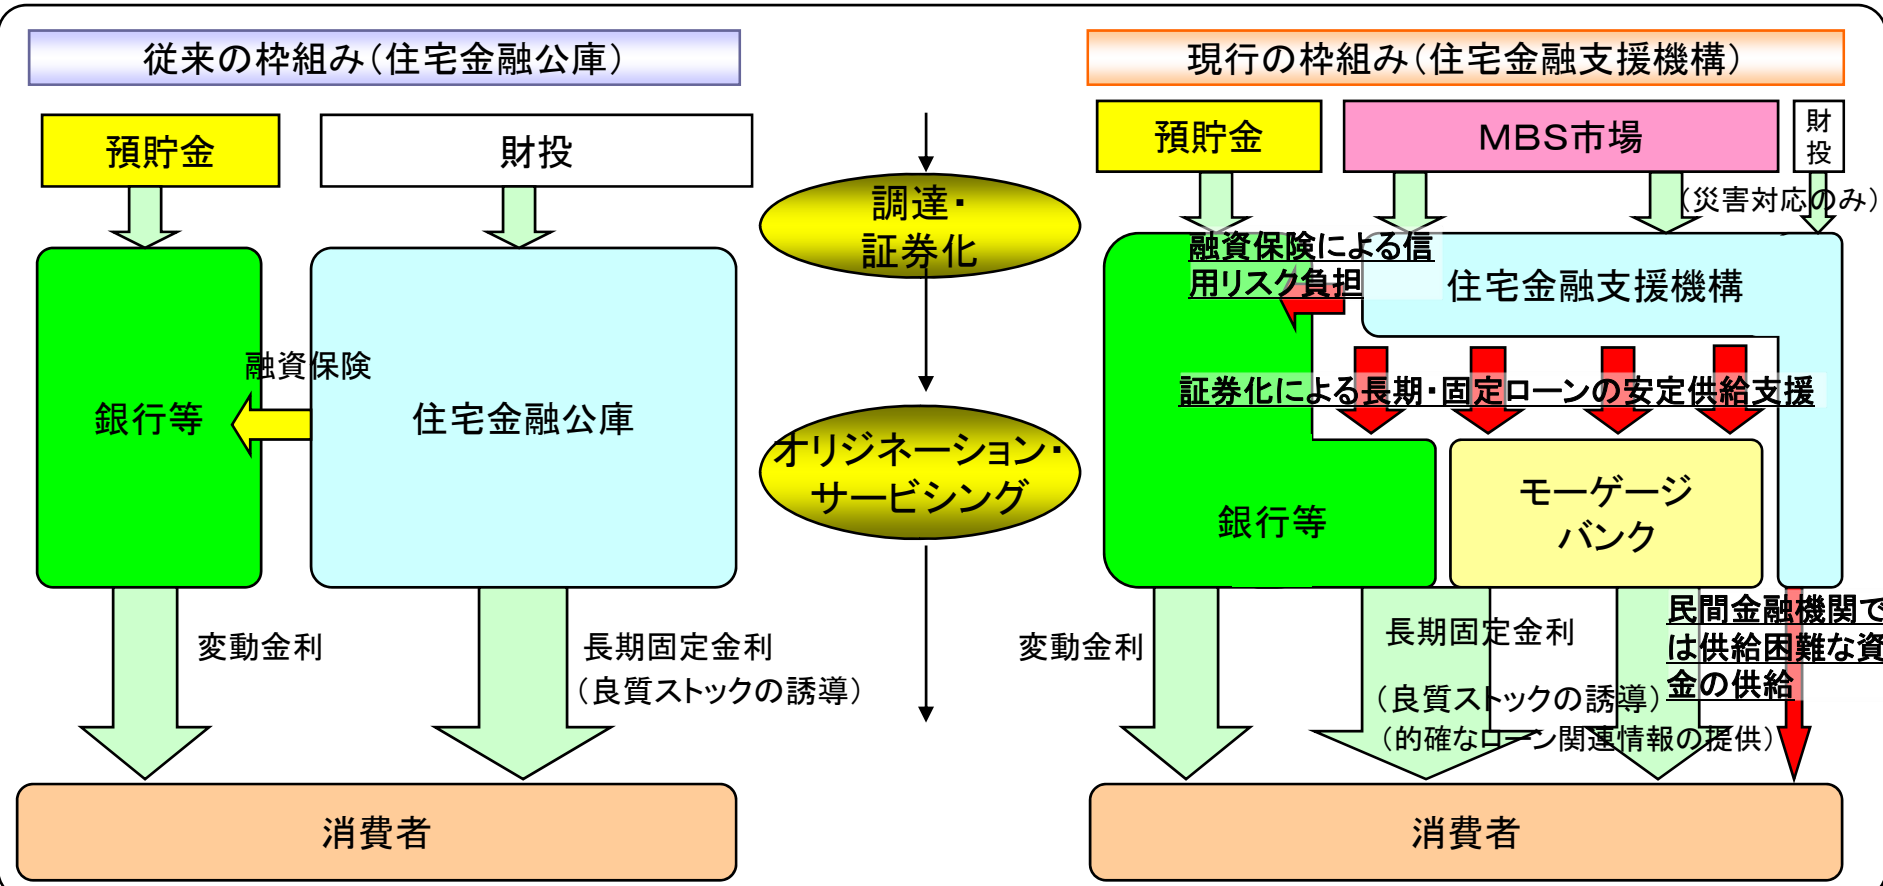 従来の枠組み（住宅金融公庫）
預貯金
財投
銀行等
融資保険
住宅金融公庫
変動金利
長期固定金利
（良質ストックの誘導）
消費者
調達・
証券化
オリジネーション・
サービシング
現行の枠組み（住宅金融支援機構）
預貯金
ＭＢＳ市場
財
投
（災害対応のみ）
融資保険による信
用リスク負担
住宅金融支援機構
証券化による長期・固定ローンの安定供給支援
銀行等
モーゲージ
バンク
変動金利
長期固定金利
（良質ストックの誘導）
（的確なローン関連情報の提供）
民間金融機関で
は供給困難な資
金の供給
消費者